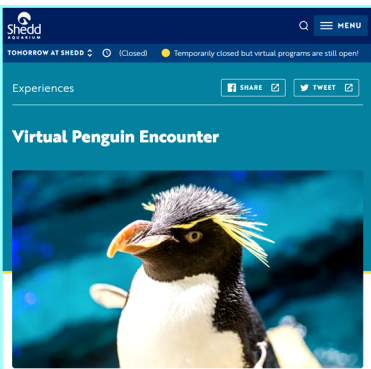 Shedd
AQUARIUM
MENU
TOMORROW AT SHEDD (Closed) Temporarily closed but virtual programs are still open!
Experiences
SHARE
TWEET
Virtual Penguin Encounter